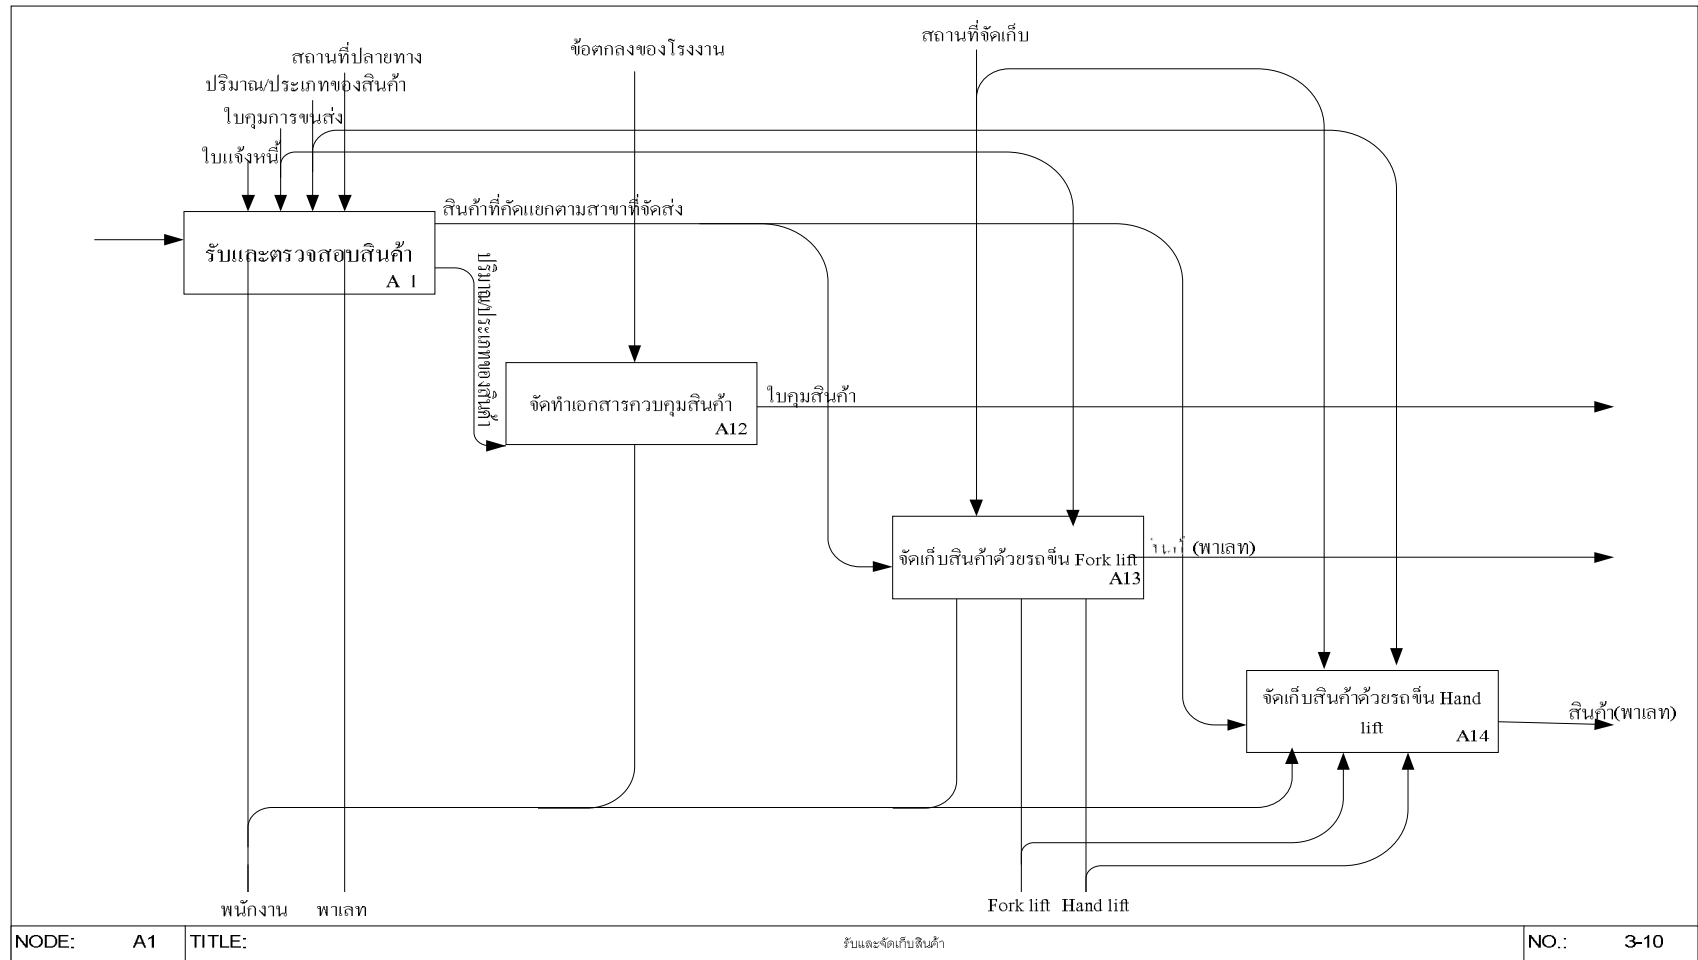 สถานที่จัดเก็บ
ข้อตกลงของโรงงาน
สถานที่ปลายทาง
ปริมาณ/ประเภทของสินค้า
ใบคุมการขนส่ง
ใบแจ้งหนี้
สินค้าที่คัดแยกตามสาขาที่จัดส่ง
รับและตรวจสอบสินค้า
A 1
ปริมาณ/ประเภทของสินค้า
จัดทำเอกสารควบคุมสินค้า
A12
ใบคุมสินค้า
จัดเก็บสินค้าด้วยรถข็น Fork lift
A13
(พาเลท)
จัดเก็บสินค้าด้วยรถข็น Hand
lift
A14
สินค้า(พาเลท)
พนักงาน พาเลท
Fork lift Hand lift
NODE: A1 TITLE: รับและจัดเก็บสินค้า NO.: 3-10